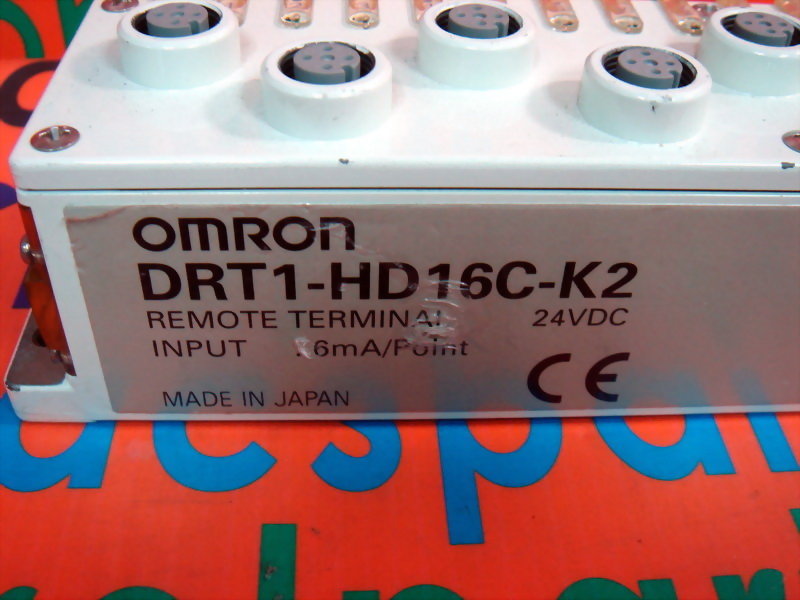 OMRON
DRT1-HD16C-K2
REMOTE TERMINAL 24VDC
INPUT 6mA/Point
MADE IN JAPAN CE